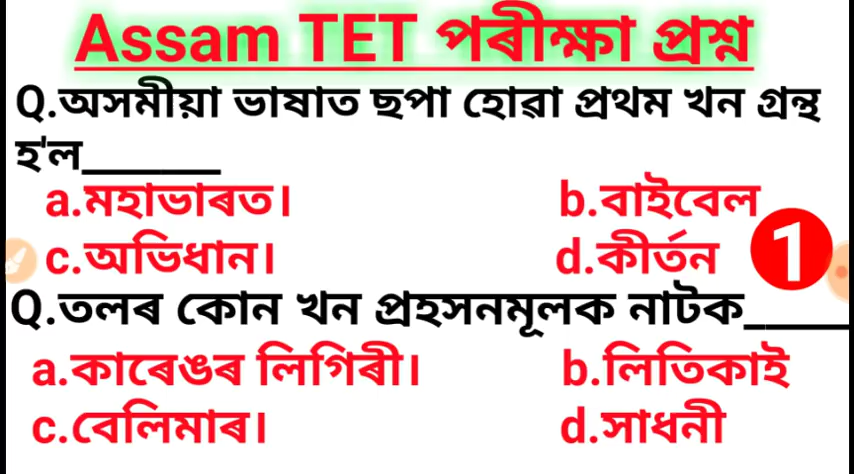 Assam TET পৰীক্ষা প্ৰশ্ন
Q.অসমীয়া ভাষাত ছপা হোৱা প্ৰথম খন গ্ৰন্থ
হ'ল______
a.মহাভাৰত। b.বাইবেল
c.অভিধান। d.কীৰ্তন
1
Q.তলৰ কোন খন প্ৰহসনমূলক নাটক_____
a.কাৰেঙৰ লিগিৰী। b.লিতিকাই
c.বেলিমাৰ। d.সাধনী